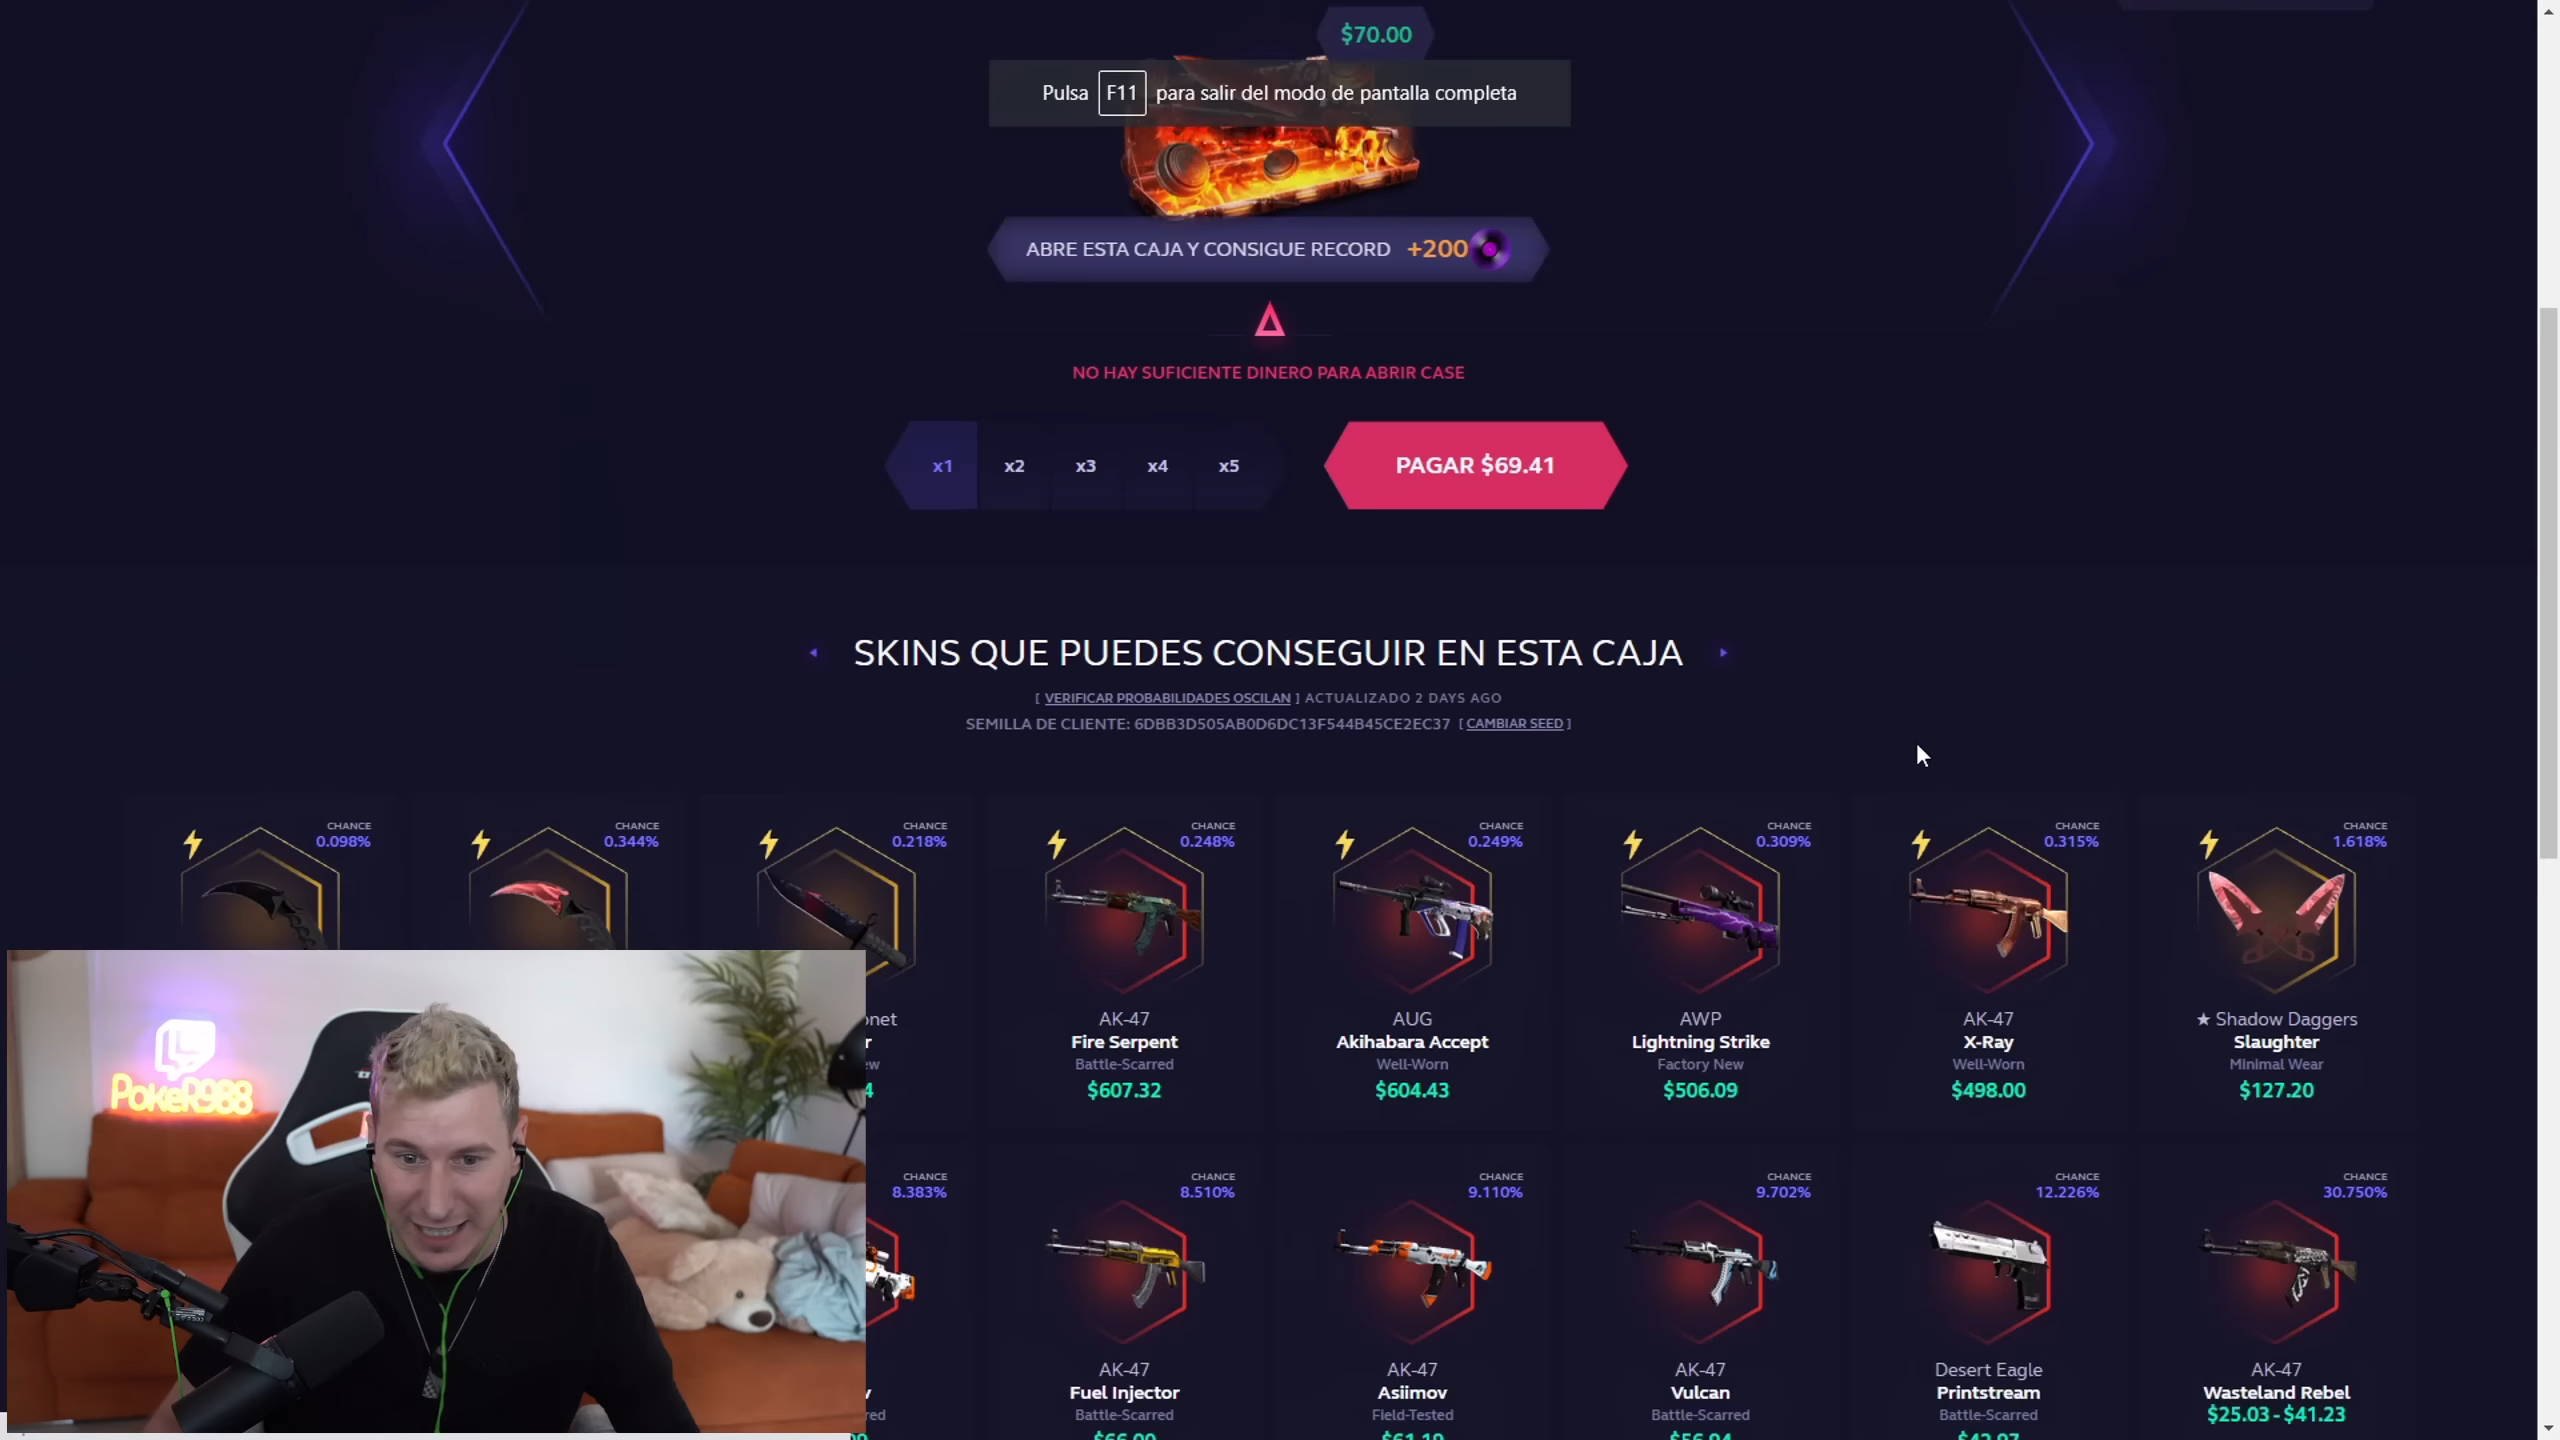 $70.00
Pulsa F11 para salir del modo de pantalla completa
ABRE ESTA CAJA Y CONSIGUE RECORD +200
NO HAY SUFICIENTE DINERO PARA ABRIR CASE
x1 x2 x3 x4 x5
PAGAR $69.41
SKINS QUE PUEDES CONSEGUIR EN ESTA CAJA
[ VERIFICAR PROBABILIDADES OSCILAN ] ACTUALIZADO 2 DAYS AGO
SEMILLA DE CLIENTE: 6DBB3D505AB0D6DC13F544B45CE2EC37 [ CAMBIAR SEED ]
CHANCE
0.098%
CHANCE
0.344%
CHANCE
0.218%
CHANCE
0.248%
AK-47
Fire Serpent
Battle-Scarred
$607.32
CHANCE
0.249%
AUG
Akihabara Accept
Well-Worn
$604.43
CHANCE
0.309%
AWP
Lightning Strike
Factory New
$506.09
CHANCE
0.315%
AK-47
X-Ray
Well-Worn
$498.00
CHANCE
1.618%
★ Shadow Daggers
Slaughter
Minimal Wear
$127.20
CHANCE
8.383%
CHANCE
8.510%
AK-47
Fuel Injector
Battle-Scarred
CHANCE
9.110%
AK-47
Asiimov
Field-Tested
CHANCE
9.702%
AK-47
Vulcan
Battle-Scarred
CHANCE
12.226%
Desert Eagle
Printstream
Battle-Scarred
CHANCE
30.750%
AK-47
Wasteland Rebel
$25.03 - $41.23
PoKeR988